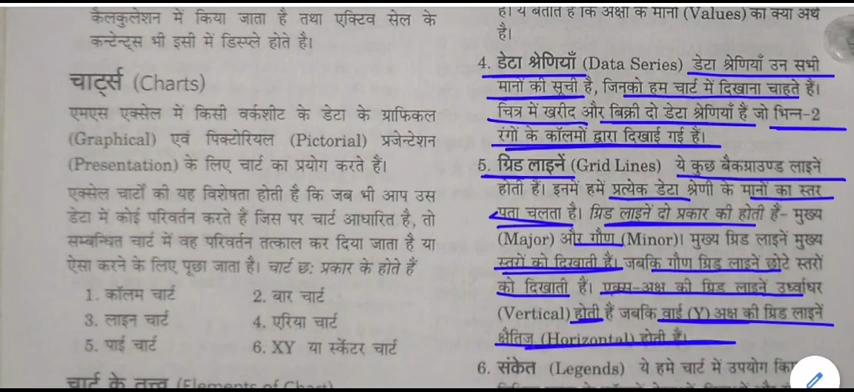 कैलकुलेशन में किया जाता है तथा एक्टिव सेल के
कन्टेन्ट्स भी इसी में डिस्प्ले होते है।
चार्ट्स (Charts)
एमएस एक्सेल में किसी वर्कशीट के डेटा के ग्राफिकल
(Graphical) एवं पिक्टोरियल (Pictorial) प्रजेन्टेशन
(Presentation) के लिए चार्ट का प्रयोग करते है।
एक्सेल चार्टों की यह विशेषता होती है कि जब भी आप उस
डेटा में कोई परिवर्तन करते हैं जिस पर चार्ट आधारित है, तो
सम्बन्धित चार्ट में वह परिवर्तन तत्काल कर दिया जाता है या
ऐसा करने के लिए पूछा जाता है। चार्ट छः प्रकार के होते हैं
1. कॉलम चार्ट 2. बार चार्ट
3. लाइन चार्ट 4. एरिया चार्ट
5. पाई चार्ट 6. XY या स्केंटर चार्ट
चार्ट के तत्त्व (Elements of Chart)
है। ये बताते है कि अक्षों के मानों (Values) का क्या अर्थ
है।
4. डेटा श्रेणियाँ (Data Series) डेटा श्रेणियाँ उन सभी
मानों की सूची है, जिनको हम चार्ट में दिखाना चाहते है।
चित्र में खरीद और बिक्री दो डेटा श्रेणियाँ हैं जो भिन्न-2
रंगों के कॉलमों द्वारा दिखाई गई है।
5. ग्रिड लाइनें (Grid Lines) ये कुछ बैकग्राउण्ड लाइनें
होती हैं। इनमें हमें प्रत्येक डेटा श्रेणी के मानों का स्तर
पता चलता है। ग्रिड लाइनें दो प्रकार की होती हैं- मुख्य
(Major) और गौण (Minor)। मुख्य ग्रिड लाइनें मुख्य
स्तरों को दिखाती हैं। जबकि गौण ग्रिड लाइनें छोटे स्तरों
को दिखाती है। एक्स-अक्ष की ग्रिड लाइनें उर्ध्वाधर
(Vertical) होती हैं जबकि वाई (Y) अक्ष की ग्रिड लाइनें
क्षैतिज (Horizontal) होती हैं।
6. संकेत (Legends) ये हमे चार्ट में उपयोग